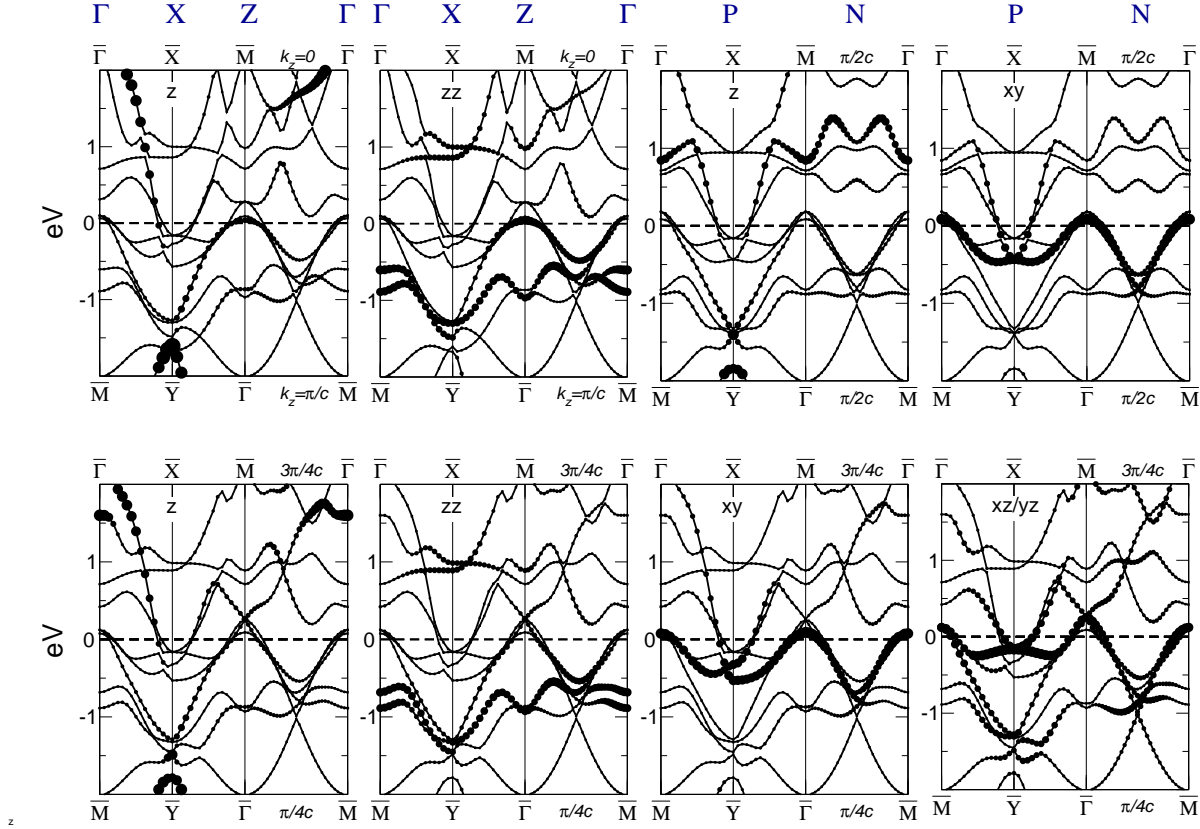 Γ X Z Γ Γ X Z Γ P N P N
Γ̅ X̅ M̅ k_z=0 Γ̅ X̅ M̅ k_z=0 Γ̅ X̅ M̅ π/2c Γ̅ X̅ M̅ π/2c Γ̅
z zz z xy
1 1 1 1
eV 0 0 0 0
-1 -1 -1 -1
M̅ Y̅ Γ̅ k_z=π/c M̅ Y̅ Γ̅ k_z=π/c M̅ M̅ Y̅ Γ̅ π/2c M̅ M̅ Y̅ Γ̅ π/2c M̅
Γ̅ X̅ M̅ 3π/4c Γ̅ Γ̅ X̅ M̅ 3π/4c Γ̅ Γ̅ X̅ M̅ 3π/4c Γ̅ Γ̅ X̅ M̅ 3π/4c Γ̅
z zz xy xz/yz
1 1 1 1
eV 0 0 0 0
-1 -1 -1 -1
M̅ Y̅ Γ̅ π/4c M̅ Y̅ Γ̅ π/4c M̅ M̅ Y̅ Γ̅ π/4c M̅ Y̅ Γ̅ π/4c M̅
z